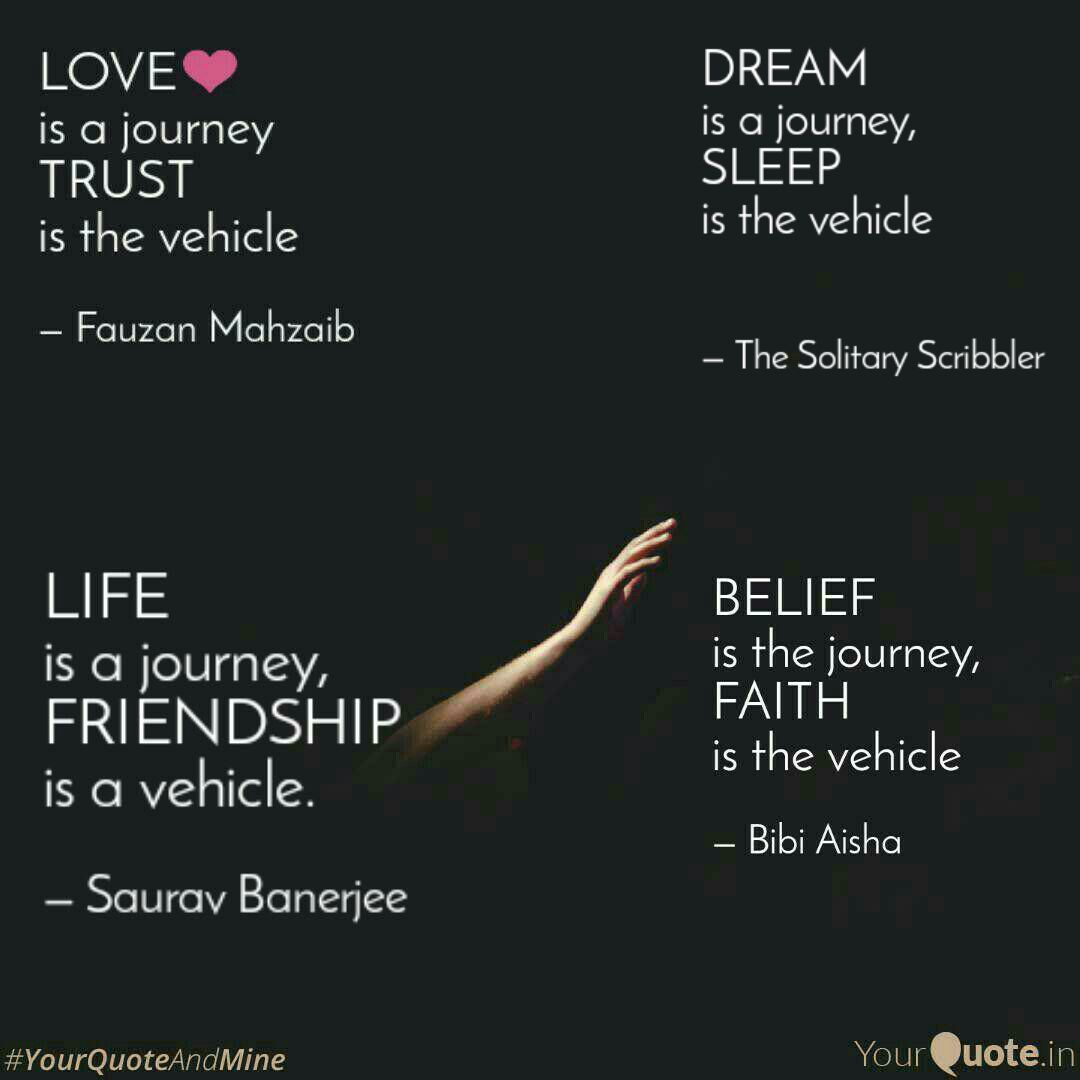 LOVE
is a journey
TRUST
is the vehicle
– Fauzan Mahzaib
DREAM
is a journey,
SLEEP
is the vehicle
– The Solitary Scribbler
LIFE
is a journey,
FRIENDSHIP
is a vehicle.
– Saurav Banerjee
BELIEF
is the journey,
FAITH
is the vehicle
– Bibi Aisha
#YourQuoteAndMine
YourQuote.in